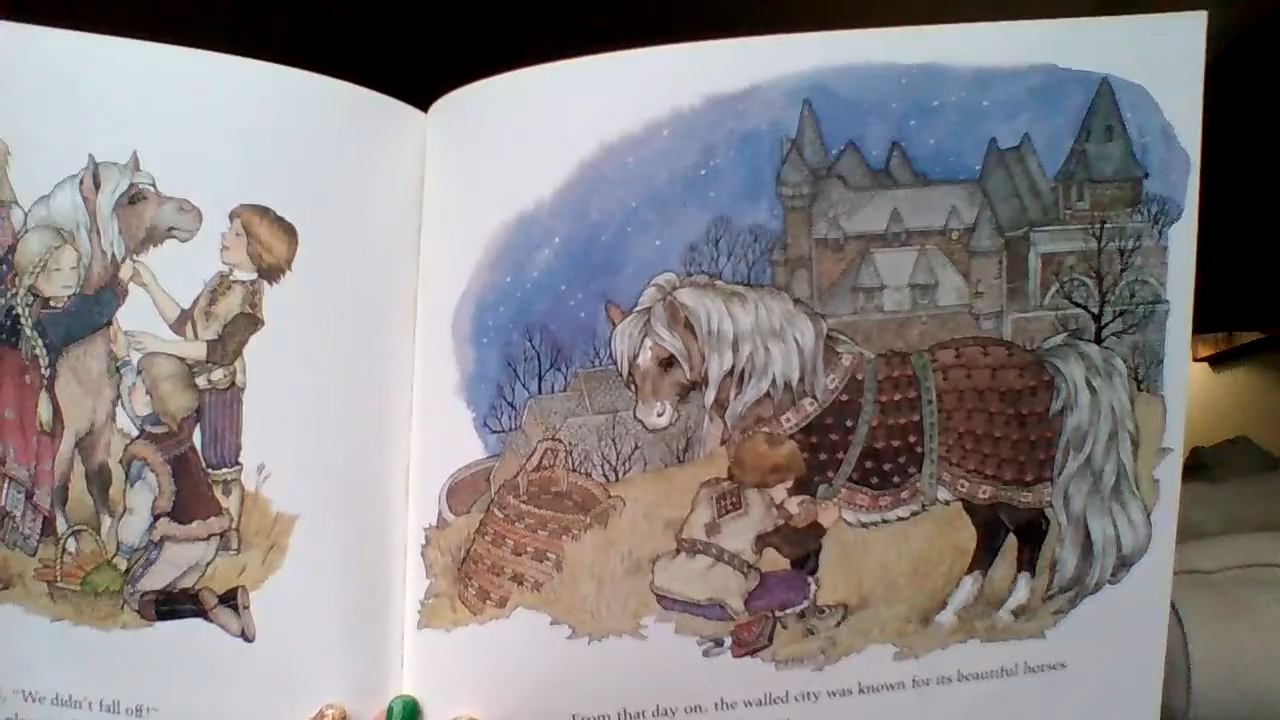 "We didn't fall off!"
From that day on, the walled city was known for its beautiful horses